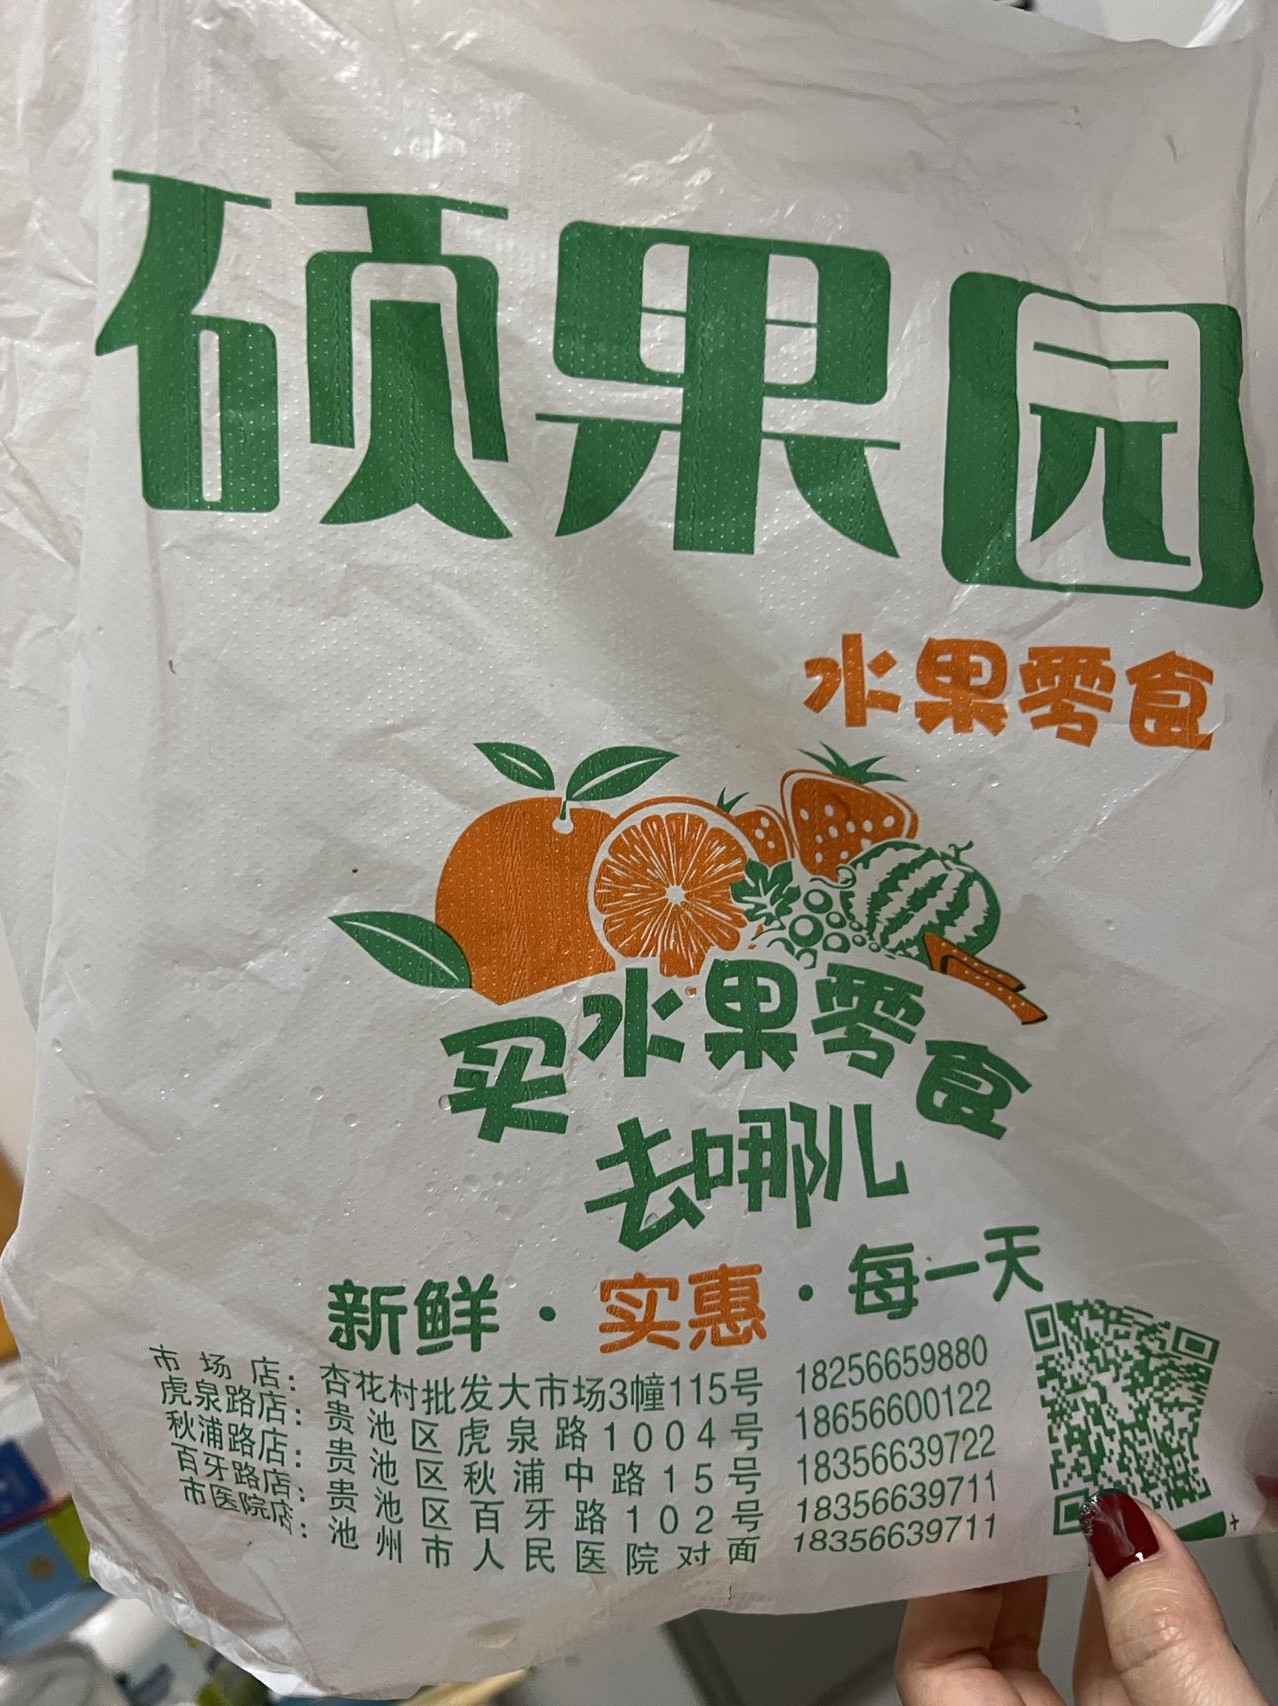 硕果园
水果零食
买水果零食
去哪儿
新鲜·实惠·每一天
市场店：杏花村批发大市场3幢115号 18256659880
虎泉路店：贵池区虎泉路1004号 18656600122
秋浦路店：贵池区秋浦中路15号 18356639722
百牙路店：贵池区百牙路102号 18356639711
市医院店：池州市人民医院对面 18356639711